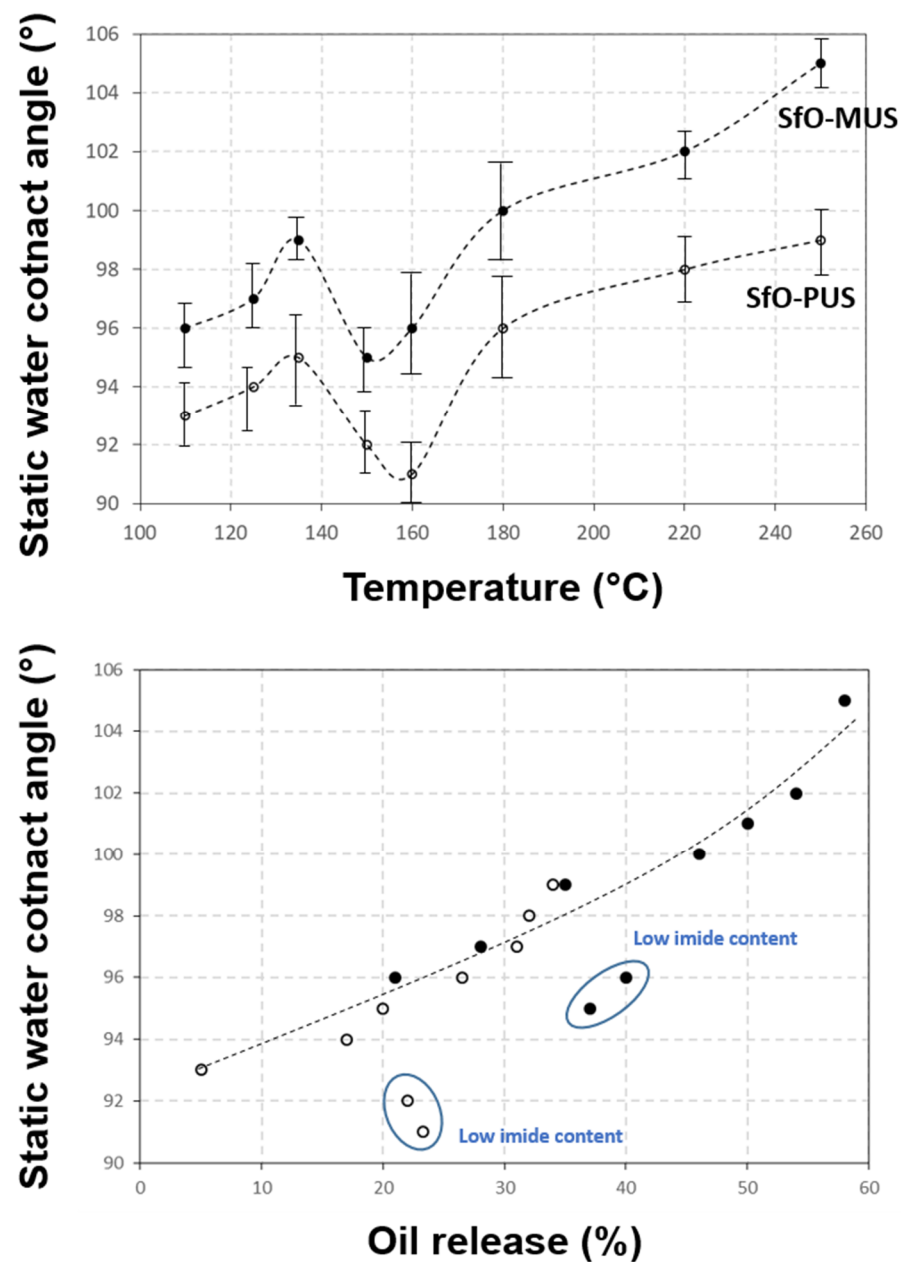 Static water cotnact angle (°)
106
104
102
100
98
96
94
92
90
SfO-MUS
SfO-PUS
100 120 140 160 180 200 220 240 260
Temperature (°C)
Static water cotnact angle (°)
106
104
102
100
98
96
94
92
90
Low imide content
Low imide content
0 10 20 30 40 50 60
Oil release (%)